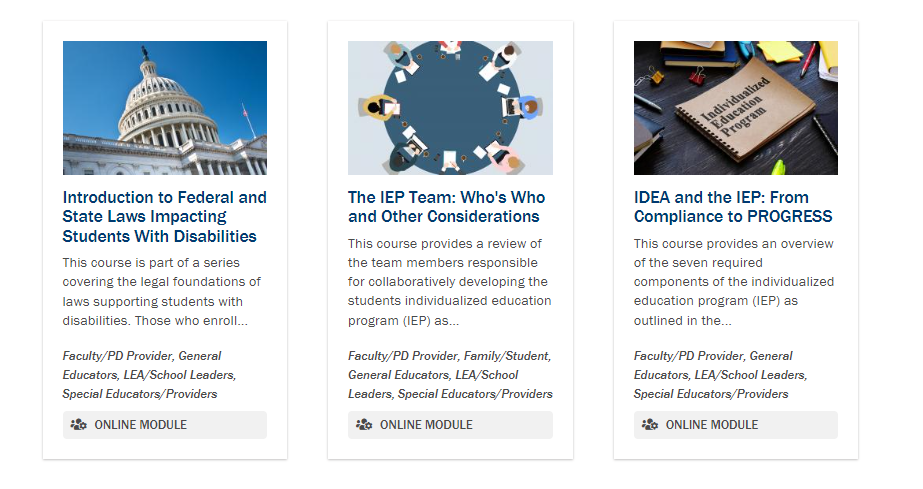 Introduction to Federal and
State Laws Impacting
Students With Disabilities
This course is part of a series
covering the legal foundations of
laws supporting students with
disabilities. Those who enroll...
Faculty/PD Provider, General
Educators, LEA/School Leaders,
Special Educators/Providers
ONLINE MODULE
The IEP Team: Who's Who
and Other Considerations
This course provides a review of
the team members responsible
for collaboratively developing the
students individualized education
program (IEP) as...
Faculty/PD Provider, Family/Student,
General Educators, LEA/School
Leaders, Special Educators/Providers
ONLINE MODULE
Individualized
Education
Program
IDEA and the IEP: From
Compliance to PROGRESS
This course provides an overview
of the seven required
components of the individualized
education program (IEP) as
outlined in the...
Faculty/PD Provider, General
Educators, LEA/School Leaders,
Special Educators/Providers
ONLINE MODULE